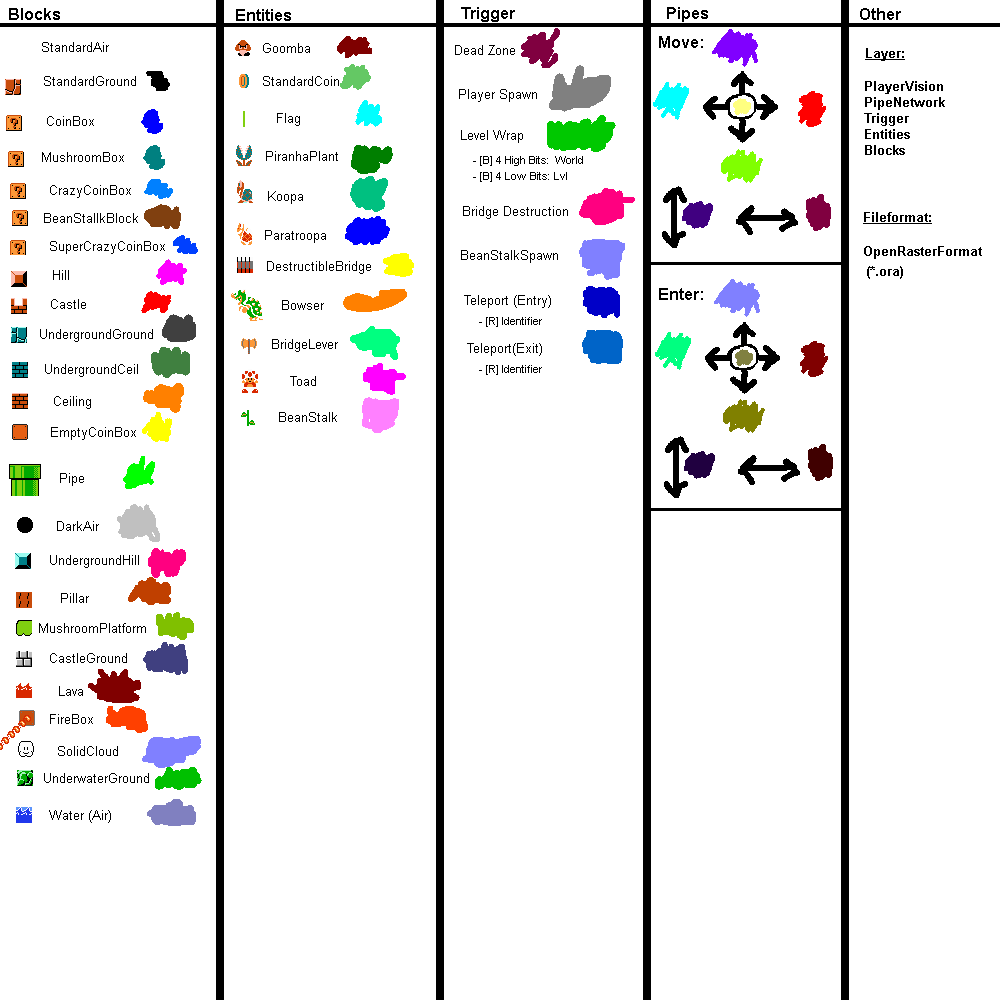 Blocks
StandardAir
StandardGround
CoinBox
MushroomBox
CrazyCoinBox
BeanStallkBlock
SuperCrazyCoinBox
Hill
Castle
UndergroundGround
UndergroundCeil
Ceiling
EmptyCoinBox
Pipe
DarkAir
UndergroundHill
Pillar
MushroomPlatform
CastleGround
Lava
FireBox
SolidCloud
UnderwaterGround
Water (Air)
Entities
Goomba
StandardCoin
Flag
PiranhaPlant
Koopa
Paratroopa
DestructibleBridge
Bowser
BridgeLever
Toad
BeanStalk
Trigger
Dead Zone
Player Spawn
Level Wrap
- [B] 4 High Bits: World
- [B] 4 Low Bits: Lvl
Bridge Destruction
BeanStalkSpawn
Teleport (Entry)
- [R] Identifier
Teleport(Exit)
- [R] Identifier
Pipes
Move:
Enter:
Other
Layer:
PlayerVision
PipeNetwork
Trigger
Entities
Blocks
Fileformat:
OpenRasterFormat
(*.ora)